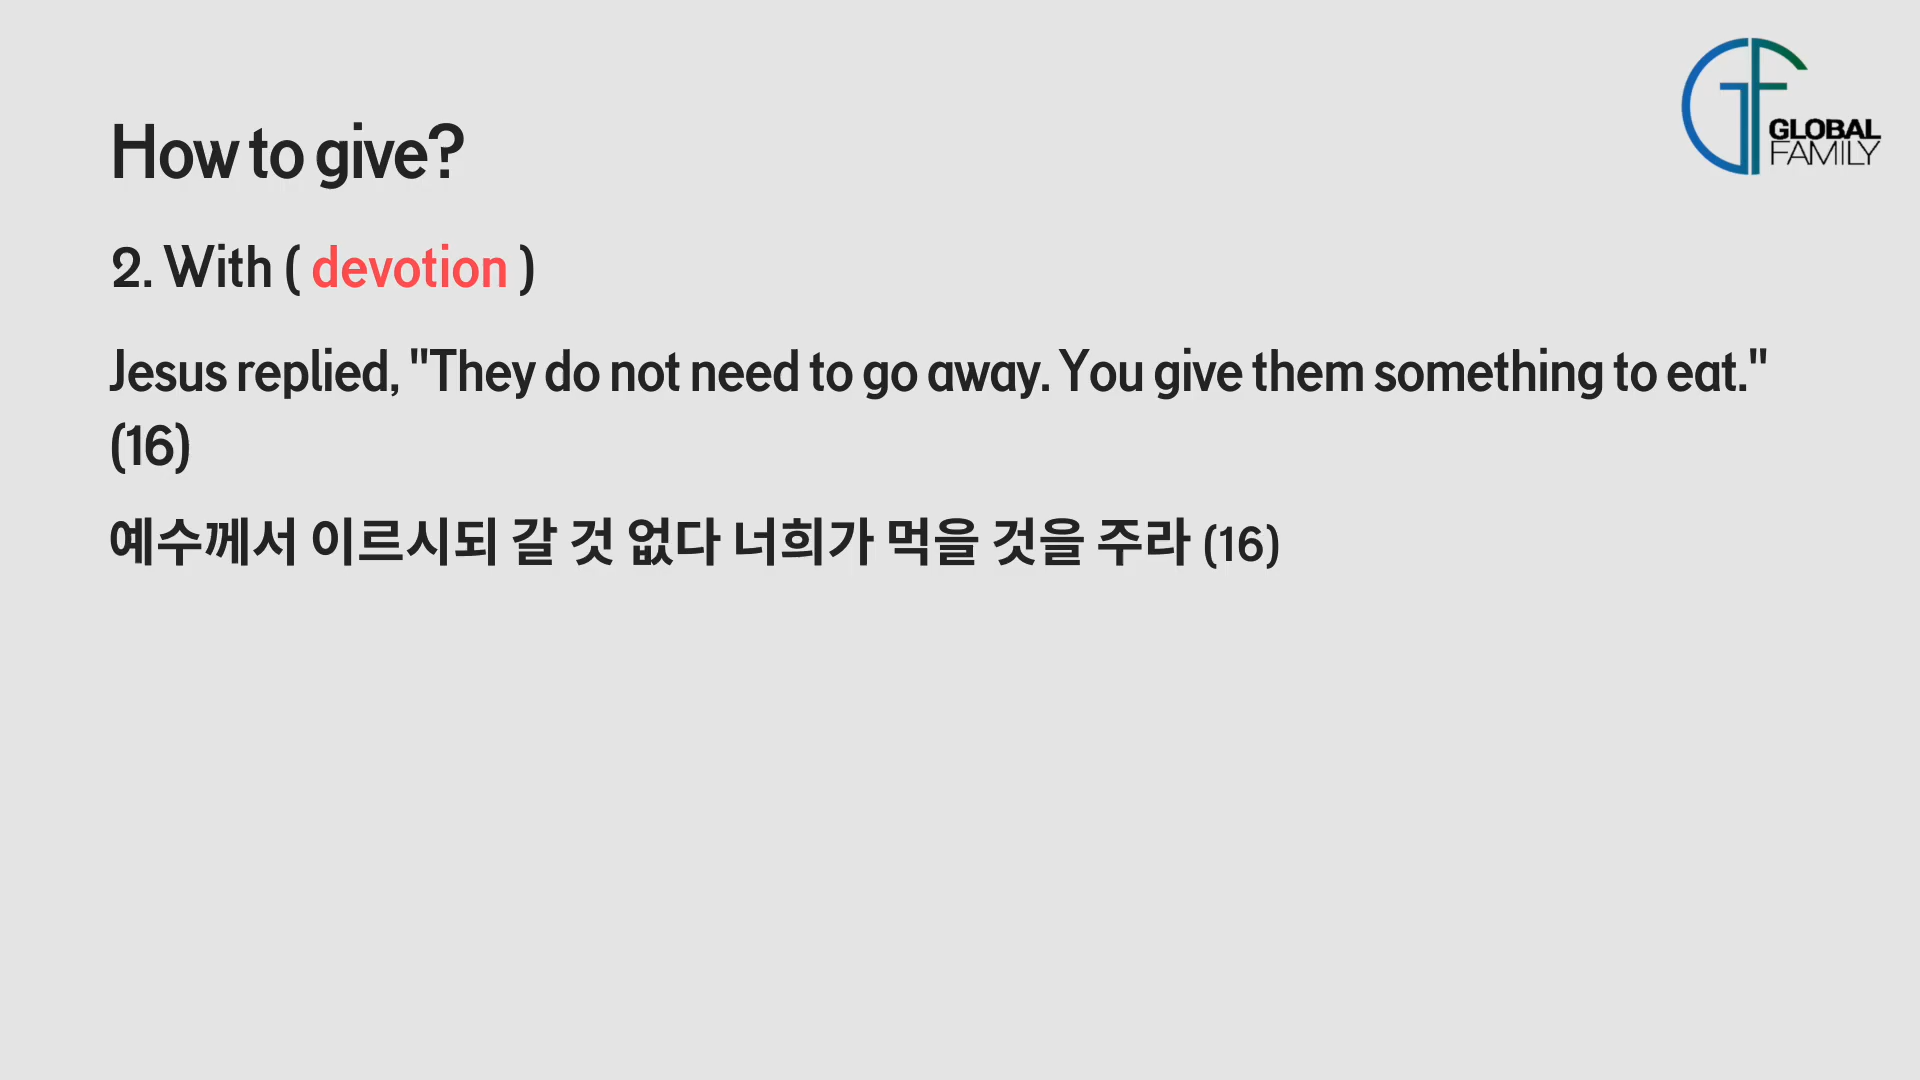 GLOBAL
FAMILY
How to give?
2. With ( devotion )
Jesus replied, "They do not need to go away. You give them something to eat."
(16)
예수께서 이르시되 갈 것 없다 너희가 먹을 것을 주라 (16)